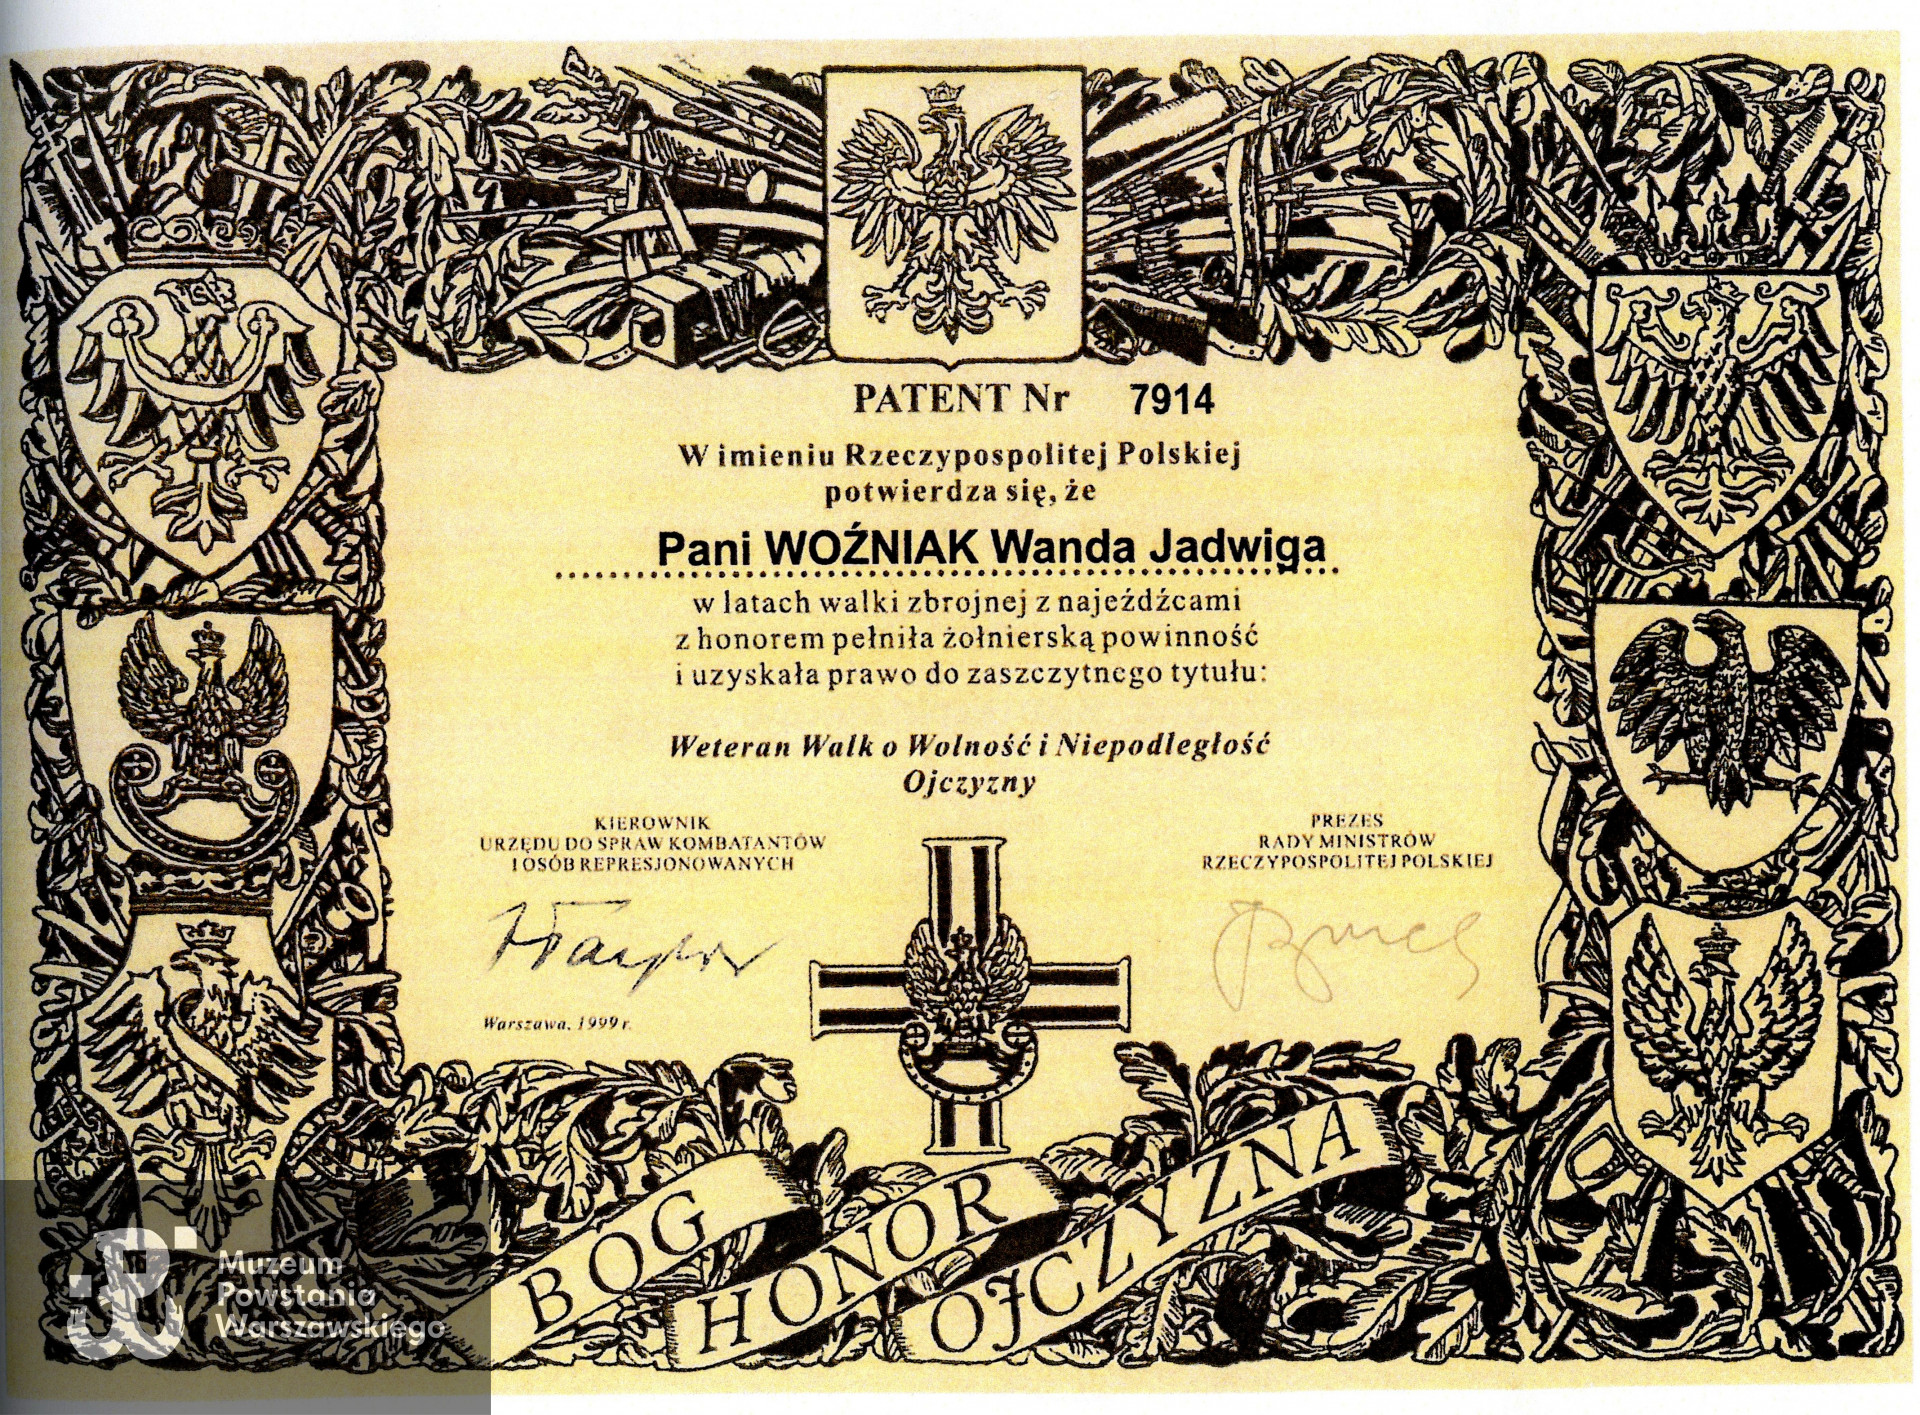 PATENT Nr 7914
W imieniu Rzeczypospolitej Polskiej
potwierdza się, że
Pani WOŹNIAK Wanda Jadwiga
w latach walki zbrojnej z najeźdźcami
z honorem pełniła żołnierską powinność
i uzyskała prawo do zaszczytnego tytułu:
Weteran Walk o Wolność i Niepodległość
Ojczyzny
KIEROWNIK
URZĘDU DO SPRAW KOMBATANTÓW
I OSÓB REPRESJONOWANYCH
PREZES
RADY MINISTRÓW
RZECZYPOSPOLITEJ POLSKIEJ
Warszawa, 1999 r.
BOG
HONOR
OJCZYZNA
Muzeum
Powstania
Warszawskiego